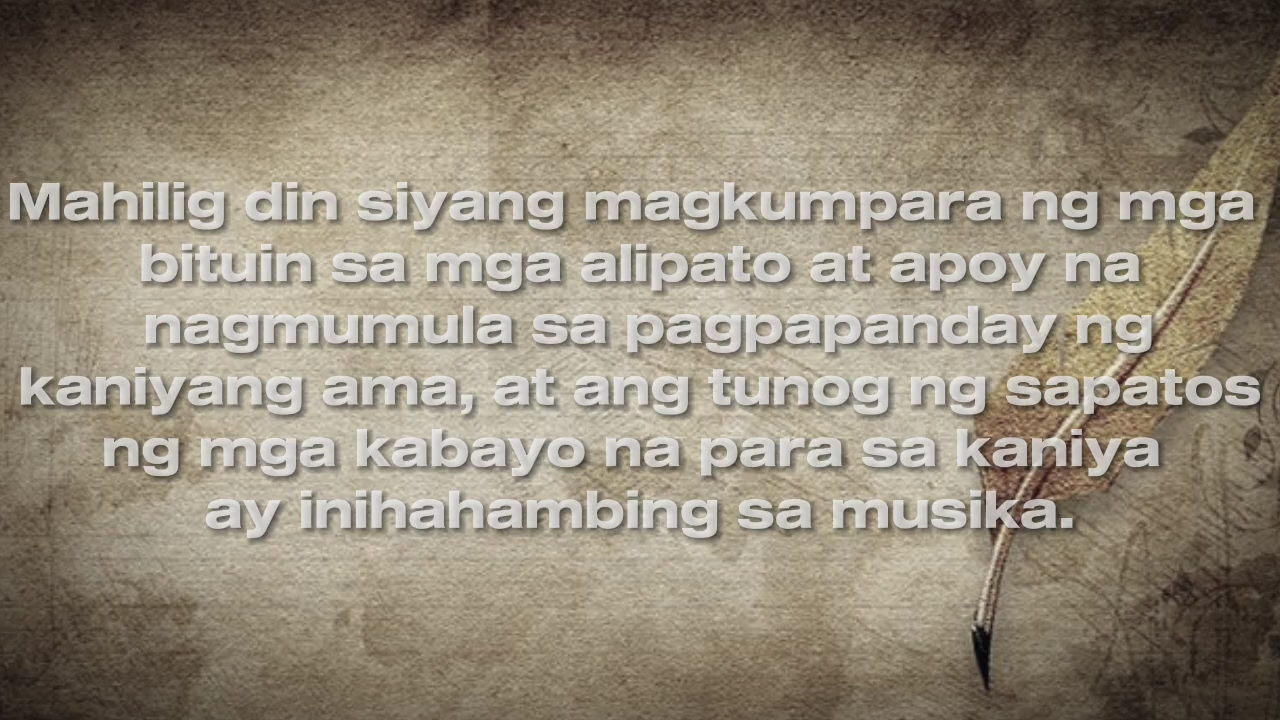 Mahilig din siyang magkumpara ng mga
bituin sa mga alipato at apoy na
nagmumula sa pagpapanday ng
kaniyang ama, at ang tunog ng sapatos
ng mga kabayo na para sa kaniya
ay inihahambing sa musika.